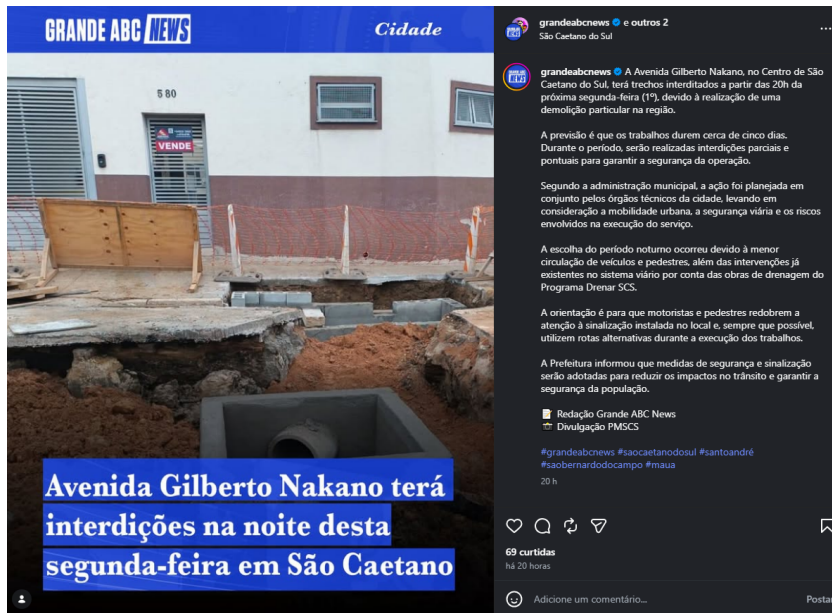 GRANDE ABC NEWS
Cidade
580
VENDE
Avenida Gilberto Nakano terá
interdições na noite desta
segunda-feira em São Caetano
grandeabcnews e outros 2
São Caetano do Sul
grandeabcnews A Avenida Gilberto Nakano, no Centro de São
Caetano do Sul, terá trechos interditados a partir das 20h da
próxima segunda-feira (1º), devido à realização de uma
demolição particular na região.
A previsão é que os trabalhos durem cerca de cinco dias.
Durante o período, serão realizadas interdições parciais e
pontuais para garantir a segurança da operação.
Segundo a administração municipal, a ação foi planejada em
conjunto pelos órgãos técnicos da cidade, levando em
consideração a mobilidade urbana, a segurança viária e os riscos
envolvidos na execução do serviço.
A escolha do período noturno ocorreu devido à menor
circulação de veículos e pedestres, além das intervenções já
existentes no sistema viário por conta das obras de drenagem do
Programa Drenar SCS.
A orientação é para que motoristas e pedestres redobrem a
atenção à sinalização instalada no local e, sempre que possível,
utilizem rotas alternativas durante a execução dos trabalhos.
A Prefeitura informou que medidas de segurança e sinalização
serão adotadas para reduzir os impactos no trânsito e garantir a
segurança da população.
Redação Grande ABC News
Divulgação PMSCS
#grandeabcnews #saocaetanodosul #santoandré
#saobernardodocampo #maua
20 h
69 curtidas
há 20 horas
Adicione um comentário...
Postar